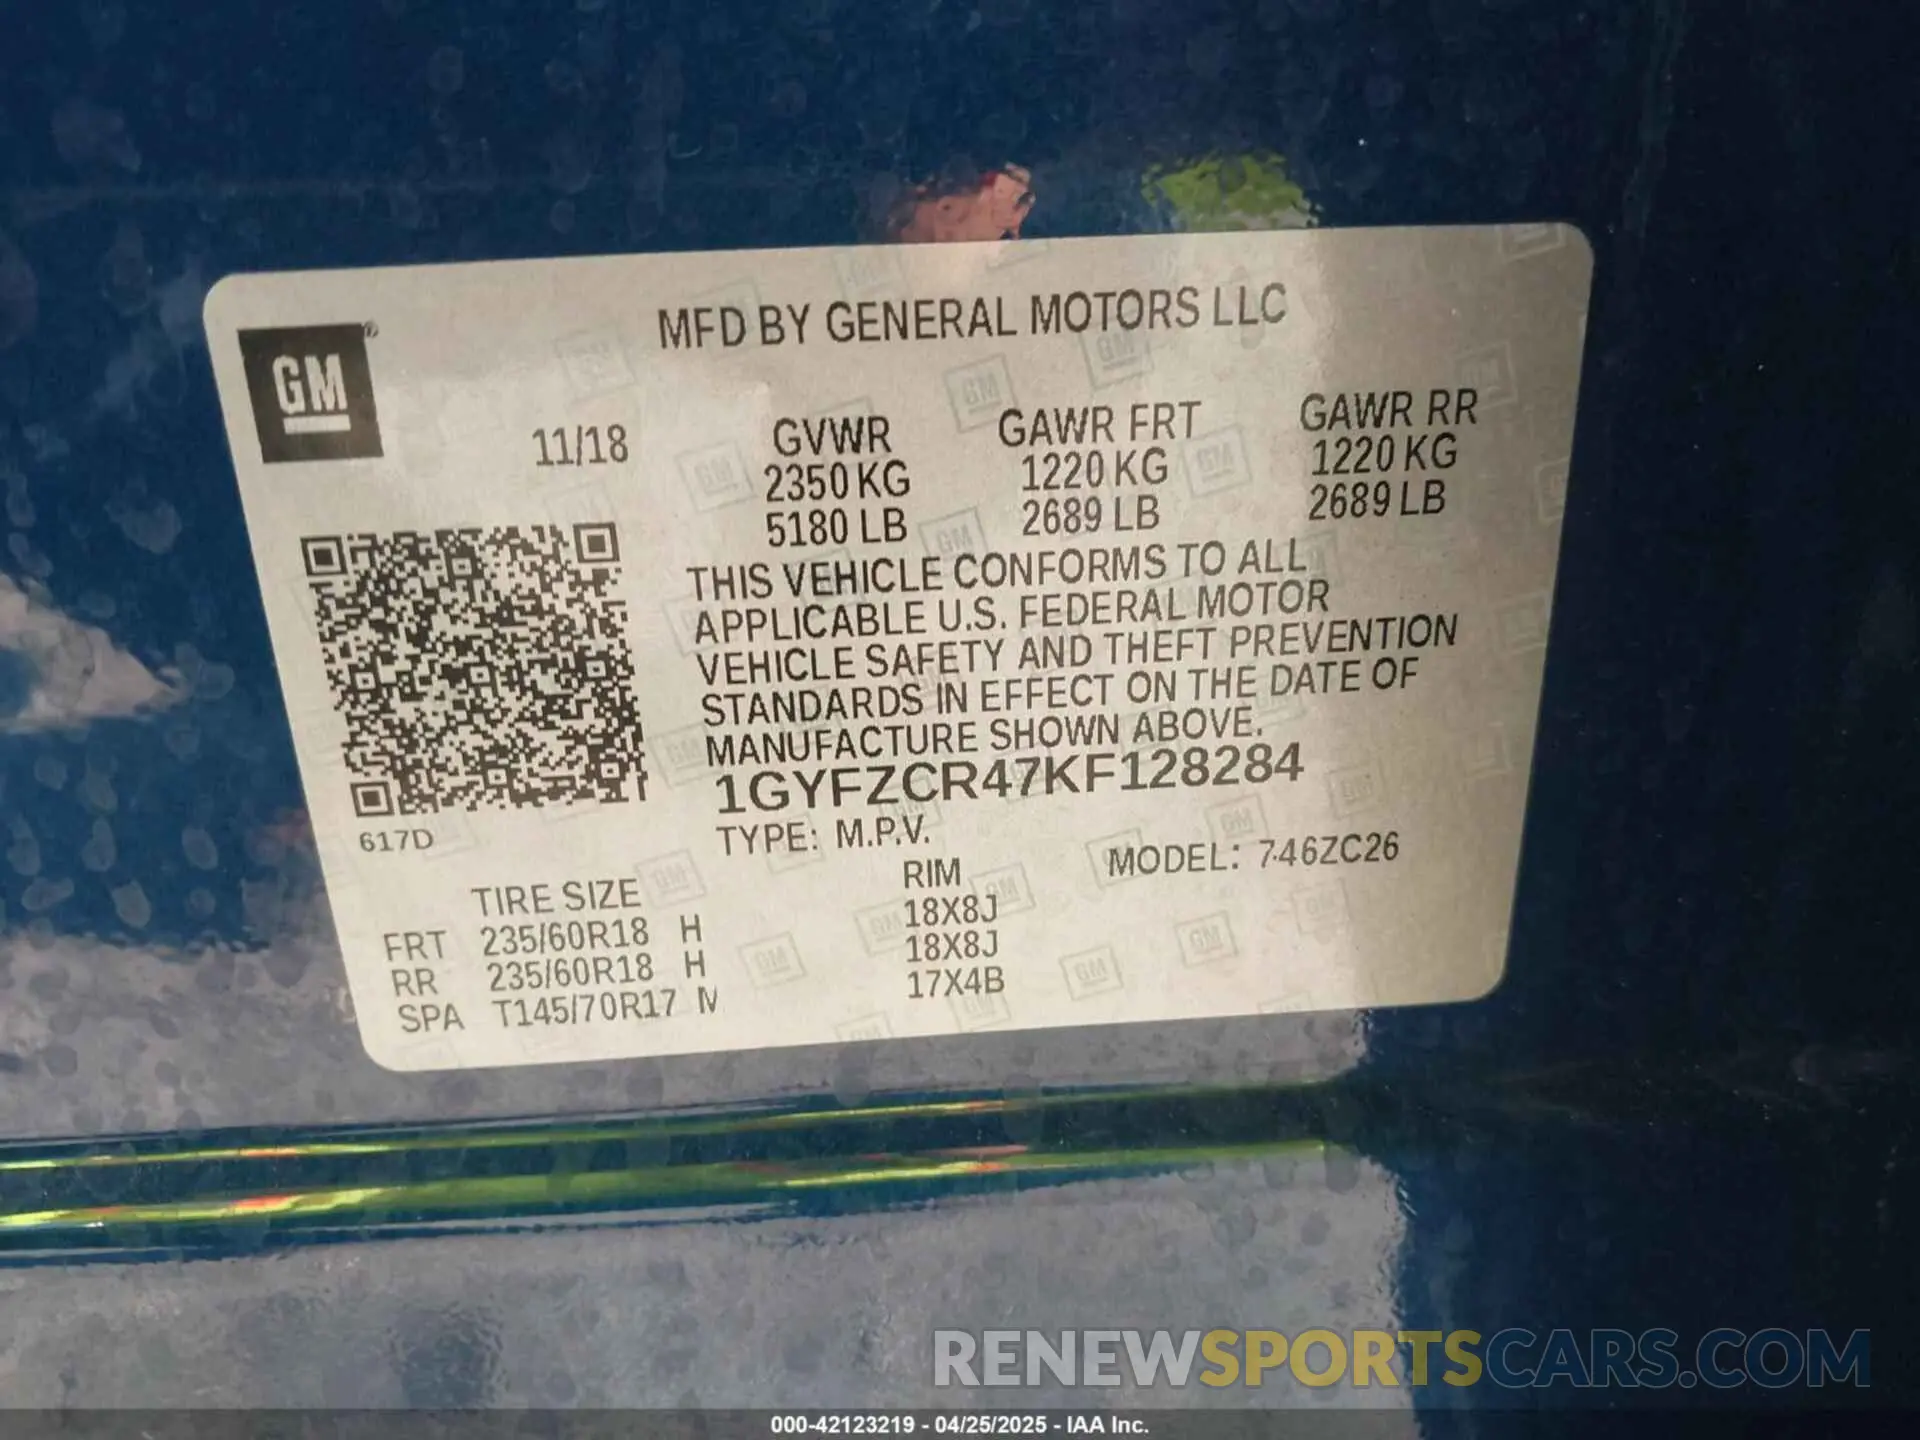 MFD BY GENERAL MOTORS LLC
GM®
11/18
GVWR GAWR FRT GAWR RR
2350 KG 1220 KG 1220 KG
5180 LB 2689 LB 2689 LB
THIS VEHICLE CONFORMS TO ALL
APPLICABLE U.S. FEDERAL MOTOR
VEHICLE SAFETY AND THEFT PREVENTION
STANDARDS IN EFFECT ON THE DATE OF
MANUFACTURE SHOWN ABOVE.
1GYFZCR47KF128284
617D
TYPE: M.P.V. MODEL: 746ZC26
TIRE SIZE RIM
FRT 235/60R18 H 18X8J
RR 235/60R18 H 18X8J
SPA T145/70R17 M 17X4B
RENEWSPORTSCARS.COM
000-42123219 - 04/25/2025 - IAA Inc.